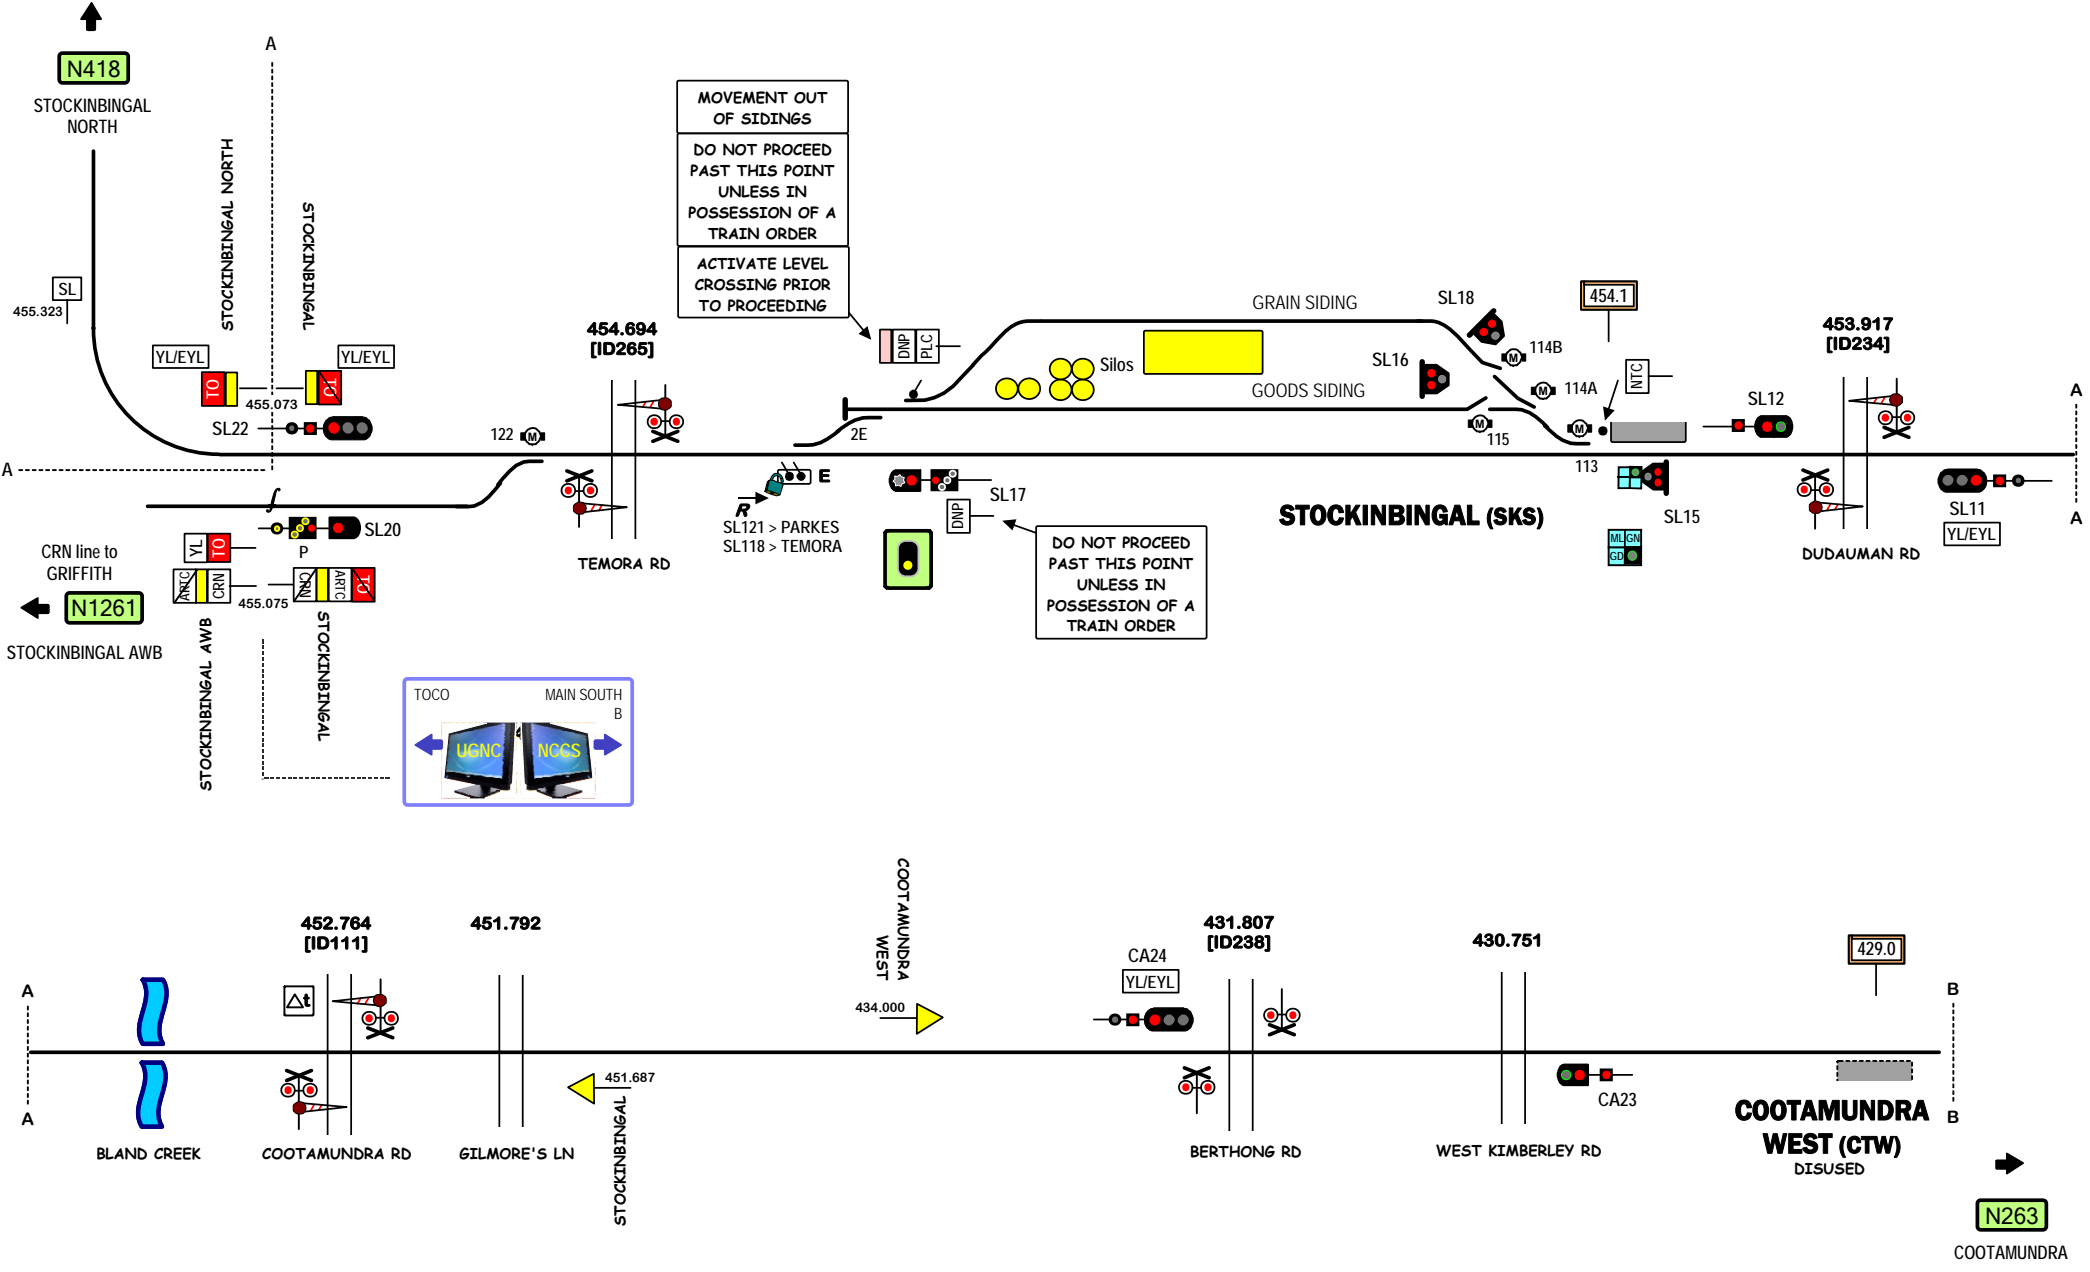 N418
STOCKINBINGAL
NORTH
A
STOCKINBINGAL NORTH
STOCKINBINGAL
SL
455.323
YL/EYL
YL/EYL
TO
TO
455.073
SL22
A
122
454.694
[ID265]
TEMORA RD
MOVEMENT OUT
OF SIDINGS
DO NOT PROCEED
PAST THIS POINT
UNLESS IN
POSSESSION OF A
TRAIN ORDER
ACTIVATE LEVEL
CROSSING PRIOR
TO PROCEEDING
DNP
PLC
GRAIN SIDING
Silos
GOODS SIDING
2E
SL18
SL16
M
114B
M
114A
M
115
M
113
M
454.1
NTC
SL12
453.917
[ID234]
A
A
E
R
SL121 > PARKES
SL118 > TEMORA
SL17
DNP
DO NOT PROCEED
PAST THIS POINT
UNLESS IN
POSSESSION OF A
TRAIN ORDER
STOCKINBINGAL (SKS)
SL15
ML
GN
GD
SL11
YL/EYL
DUDAUMAN RD
SL20
P
CRN line to
GRIFFITH
N1261
STOCKINBINGAL AWB
YL
TO
ARTC
CRN
455.075
CRN
ARTC
TO
STOCKINBINGAL AWB
STOCKINBINGAL
TOCO
MAIN SOUTH
B
UGNC
NCCS
A
A
BLAND CREEK
452.764
[ID111]
Δt
COOTAMUNDRA RD
451.792
GILMORE'S LN
451.687
STOCKINBINGAL
COOTAMUNDRA
WEST
434.000
CA24
YL/EYL
431.807
[ID238]
BERTHONG RD
430.751
WEST KIMBERLEY RD
CA23
429.0
COOTAMUNDRA
WEST (CTW)
DISUSED
B
B
N263
COOTAMUNDRA